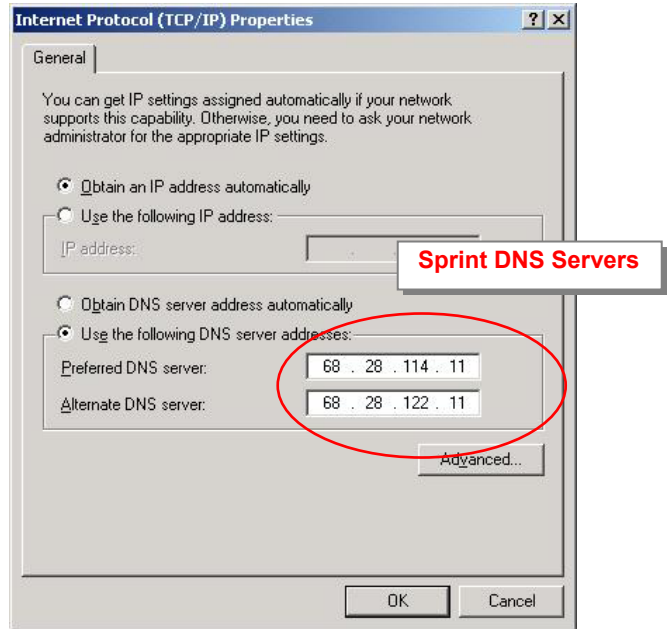 Internet Protocol (TCP/IP) Properties
? X
General
You can get IP settings assigned automatically if your network
supports this capability. Otherwise, you need to ask your network
administrator for the appropriate IP settings.
Obtain an IP address automatically
Use the following IP address:
IP address:
Sprint DNS Servers
Obtain DNS server address automatically
Use the following DNS server addresses:
Preferred DNS server: 68 . 28 . 114 . 11
Alternate DNS server: 68 . 28 . 122 . 11
Advanced...
OK Cancel